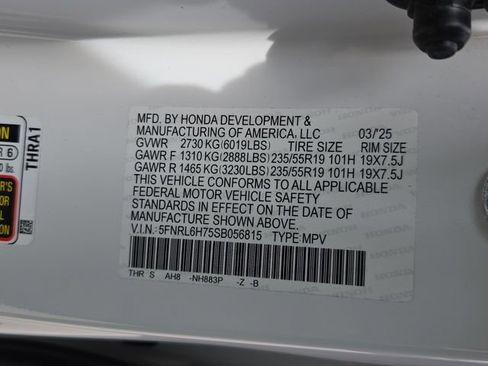 MFD. BY HONDA DEVELOPMENT &
MANUFACTURING OF AMERICA, LLC 03/'25
GVWR 2730 KG(6019LBS) TIRE SIZE RIM SIZE
GAWR F 1310 KG(2888LBS) 235/55R19 101H 19X7.5J
GAWR R 1465 KG(3230LBS) 235/55R19 101H 19X7.5J
THIS VEHICLE CONFORMS TO ALL APPLICABLE
FEDERAL MOTOR VEHICLE SAFETY
STANDARDS IN EFFECT ON THE DATE OF
MANUFACTURE SHOWN ABOVE.
V.I.N.: 5FNRL6H75SB056815 TYPE:MPV
THR S AH8 -NH883P -Z -B
THRA1
R 6
0 lbs.